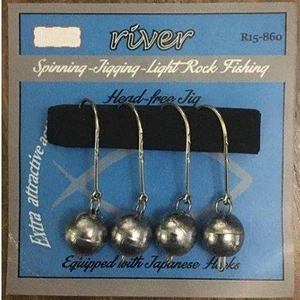 river
R15-860
Spinning-Jigging-Light Rock Fishing
Head-free Jig
Extra attractive
Equipped with Japanese Hooks